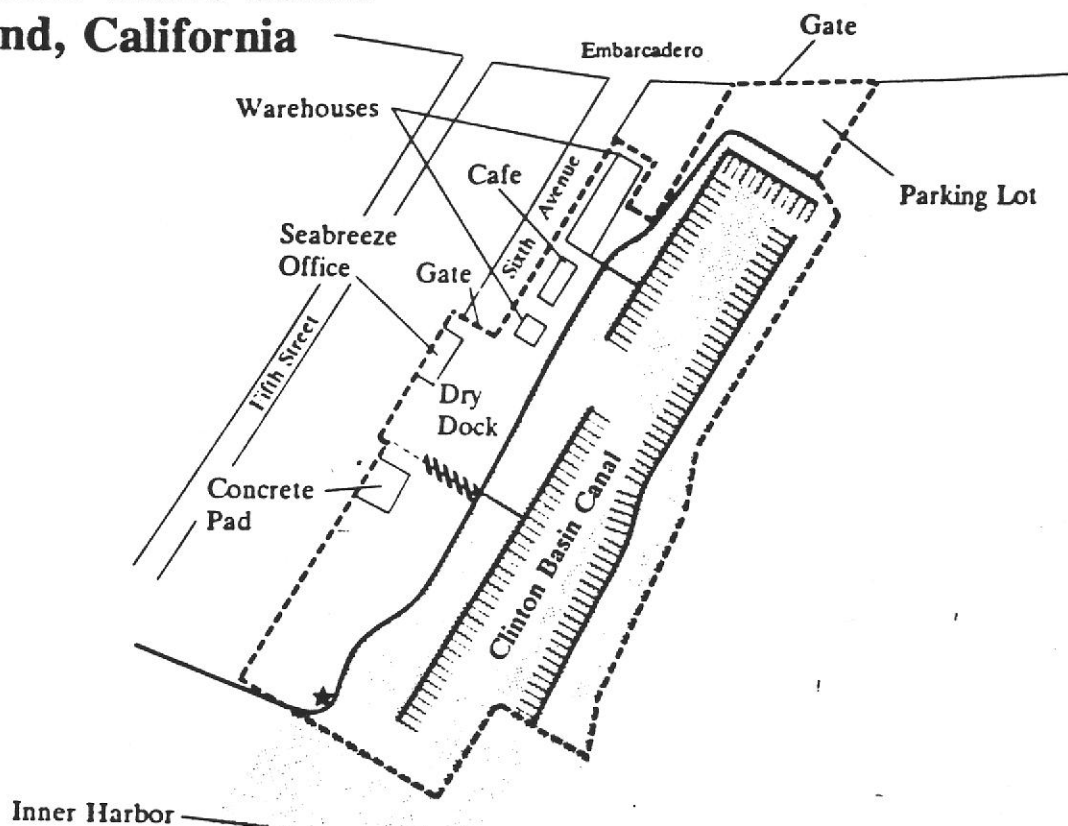 nd, California
Embarcadero
Gate
Warehouses
Cafe
Sixth Avenue
Parking Lot
Seabreeze
Office
Gate
Fifth Street
Dry
Dock
Concrete
Pad
Clinton Basin Canal
Inner Harbor